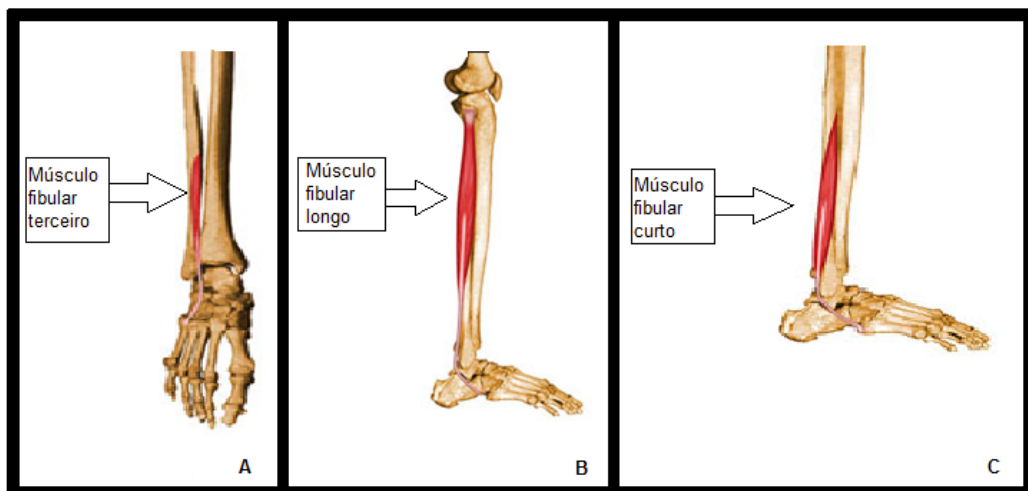 Músculo
fibular
terceiro
A
Músculo
fibular
longo
B
Músculo
fibular
curto
C